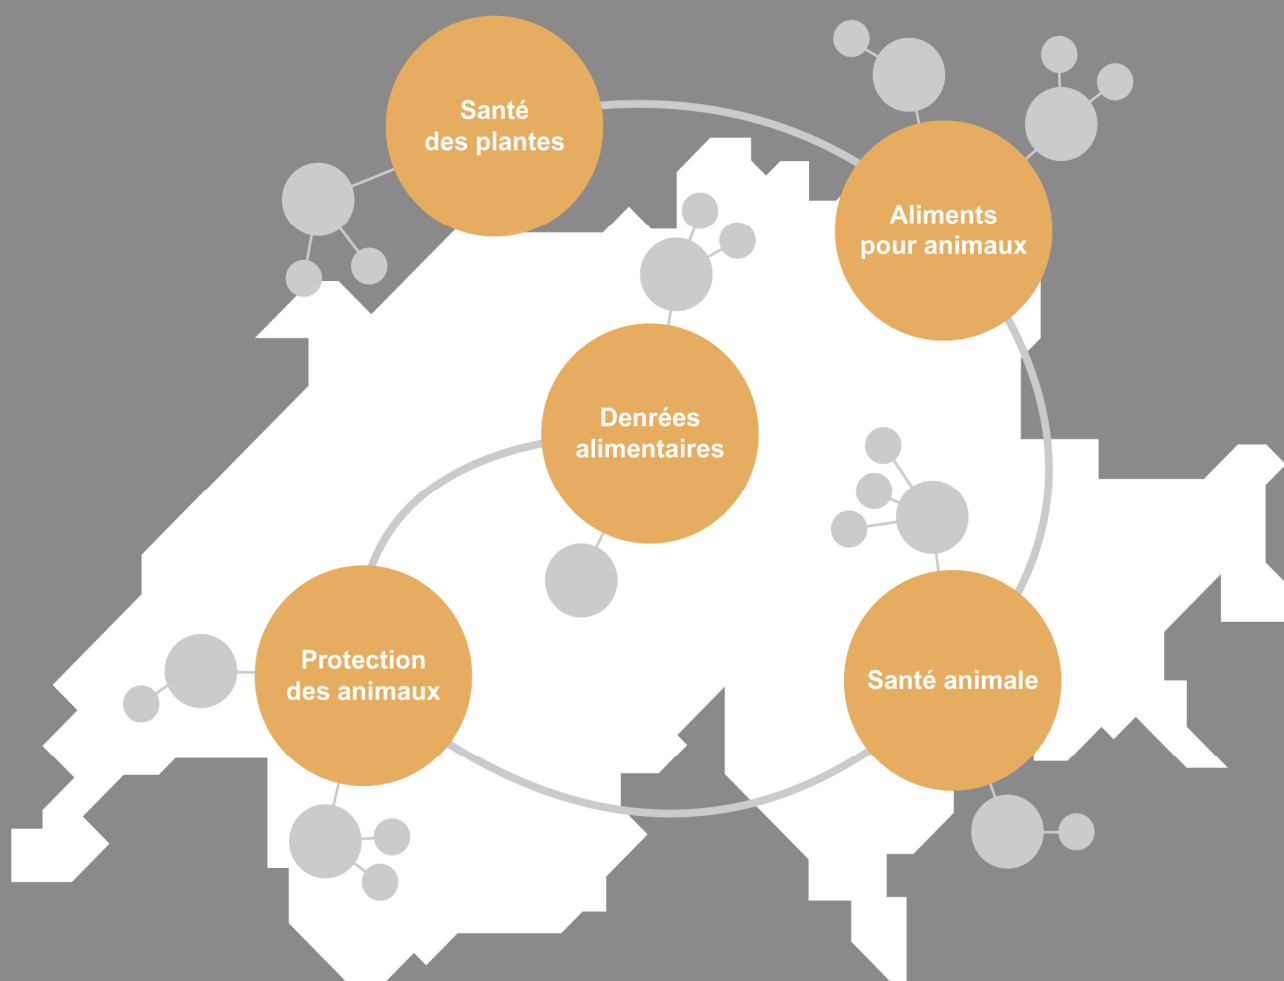 Santé
des plantes
Aliments
pour animaux
Denrées
alimentaires
Protection
des animaux
Santé animale